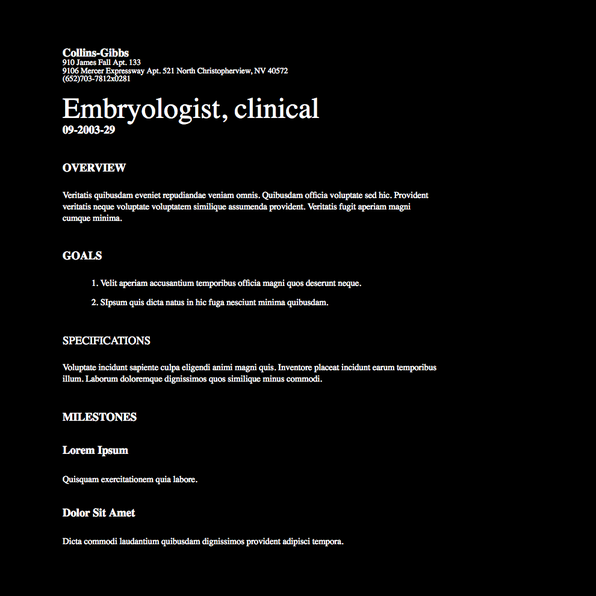 Collins-Gibbs
910 James Fall Apt. 133
9106 Mercer Expressway Apt. 521 North Christopherview, NV 40572
(652)703-7812x0281
Embryologist, clinical
09-2003-29
OVERVIEW
Veritatis quibusdam eveniet repudiandae veniam omnis. Quibusdam officia voluptate sed hic. Provident
veritatis neque voluptate voluptatem similique assumenda provident. Veritatis fugit aperiam magni
cumque minima.
GOALS
1. Velit aperiam accusantium temporibus officia magni quos deserunt neque.
2. SIpsum quis dicta natus in hic fuga nesciunt minima quibusdam.
SPECIFICATIONS
Voluptate incidunt sapiente culpa eligendi animi magni quis. Inventore placeat incidunt earum temporibus
illum. Laborum doloremque dignissimos quos similique minus commodi.
MILESTONES
Lorem Ipsum
Quisquam exercitationem quia labore.
Dolor Sit Amet
Dicta commodi laudantium quibusdam dignissimos provident adipisci tempora.